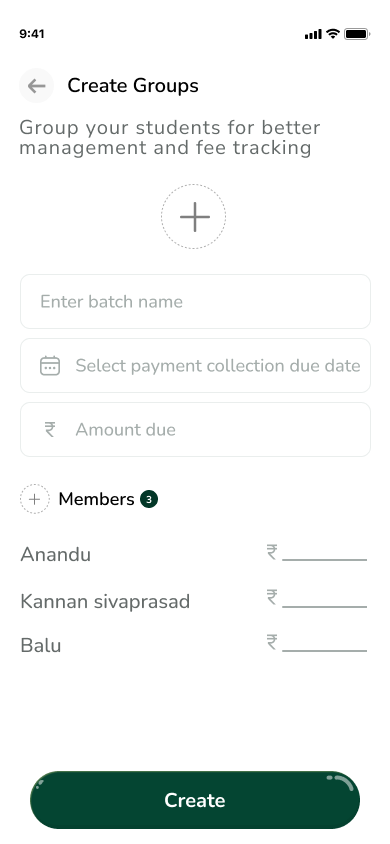 9:41
Create Groups
Group your students for better
management and fee tracking
Enter batch name
Select payment collection due date
₹ Amount due
Members 3
Anandu ₹
Kannan sivaprasad ₹
Balu ₹
Create